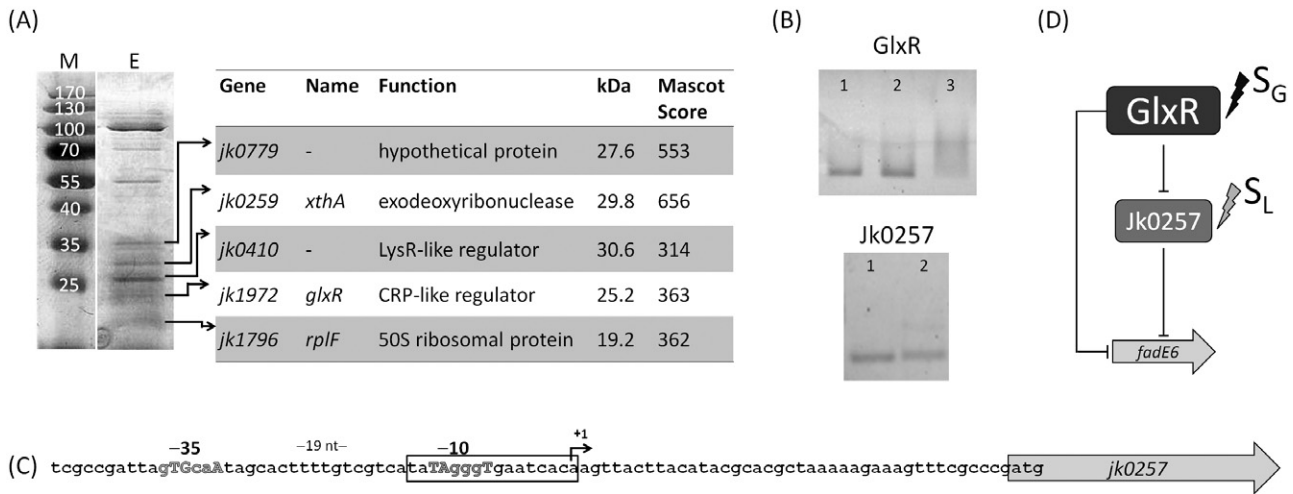 (A)
M E
170
130
100
70
55
40
35
25
Gene Name Function kDa Mascot Score
jk0779 - hypothetical protein 27.6 553
jk0259 xthA exodeoxyribonuclease 29.8 656
jk0410 - LysR-like regulator 30.6 314
jk1972 glxR CRP-like regulator 25.2 363
jk1796 rplF 50S ribosomal protein 19.2 362
(B)
GlxR
1 2 3
Jk0257
1 2
(D)
GlxR SG
Jk0257 SL
fadE6
–35 –19 nt– –10 +1
(C) tcgccgattagTGcaAtagcacttttgtcgtcataTAgggTgaatcacaagttacttacatacgcacgctaaaaagaaagtttcgcccgatg jk0257